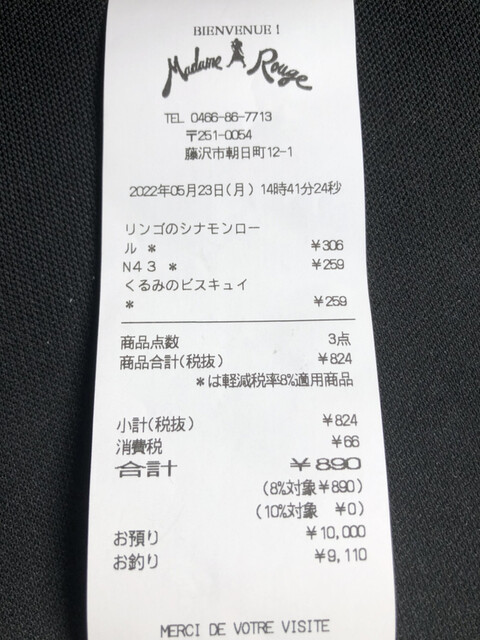 BIENVENUE !
Madame Rouge
TEL 0466-86-7713
〒251-0054
藤沢市朝日町12-1
2022年05月23日(月) 14時41分24秒
リンゴのシナモンロー
ル * ¥306
N43 * ¥259
くるみのビスキュイ
* ¥259
商品点数 3点
商品合計(税抜) ¥824
*は軽減税率8%適用商品
小計(税抜) ¥824
消費税 ¥66
合計 ¥890
(8%対象¥890)
(10%対象 ¥0)
お預り ¥10,000
お釣り ¥9,110
MERCI DE VOTRE VISITE